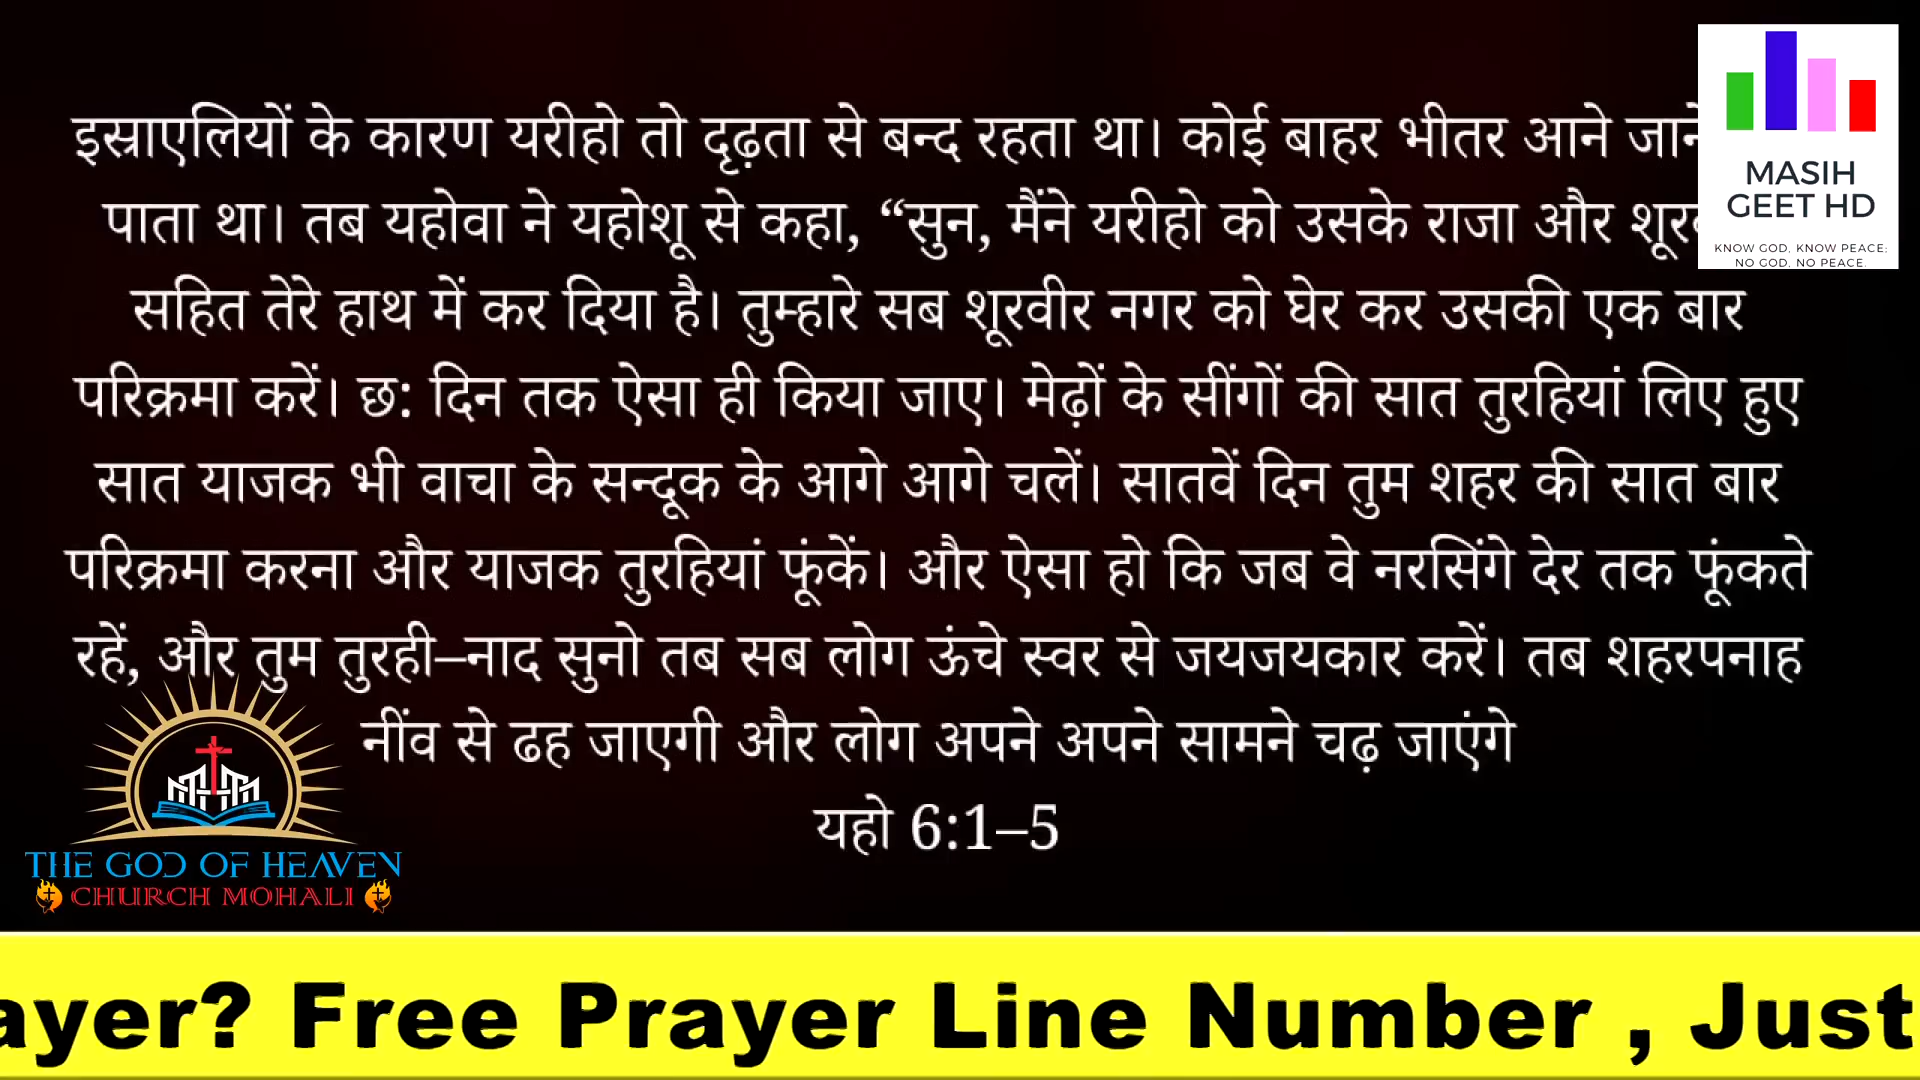 इस्राएलियों के कारण यरीहो तो दृढ़ता से बन्द रहता था। कोई बाहर भीतर आने जाने
पाता था। तब यहोवा ने यहोशू से कहा, “सुन, मैंने यरीहो को उसके राजा और
सहित तेरे हाथ में कर दिया है। तुम्हारे सब शूरवीर नगर को घेर कर उसकी एक बार
परिक्रमा करें। छ: दिन तक ऐसा ही किया जाए। मेढ़ों के सींगों की सात तुरहियां लिए हुए
सात याजक भी वाचा के सन्दूक के आगे आगे चलें। सातवें दिन तुम शहर की सात बार
परिक्रमा करना और याजक तुरहियां फूंकें। और ऐसा हो कि जब वे नरसिंगे देर तक फूंकते
रहें, और तुम तुरही–नाद सुनो तब सब लोग ऊंचे स्वर से जयजयकार करें। तब शहरपनाह
नींव से ढह जाएगी और लोग अपने अपने सामने चढ़ जाएंगे
यहो 6:1–5
MASIH
GEET HD
KNOW GOD, KNOW PEACE;
NO GOD, NO PEACE.
THE GOD OF HEAVEN
CHURCH MOHALI
ayer? Free Prayer Line Number , Just